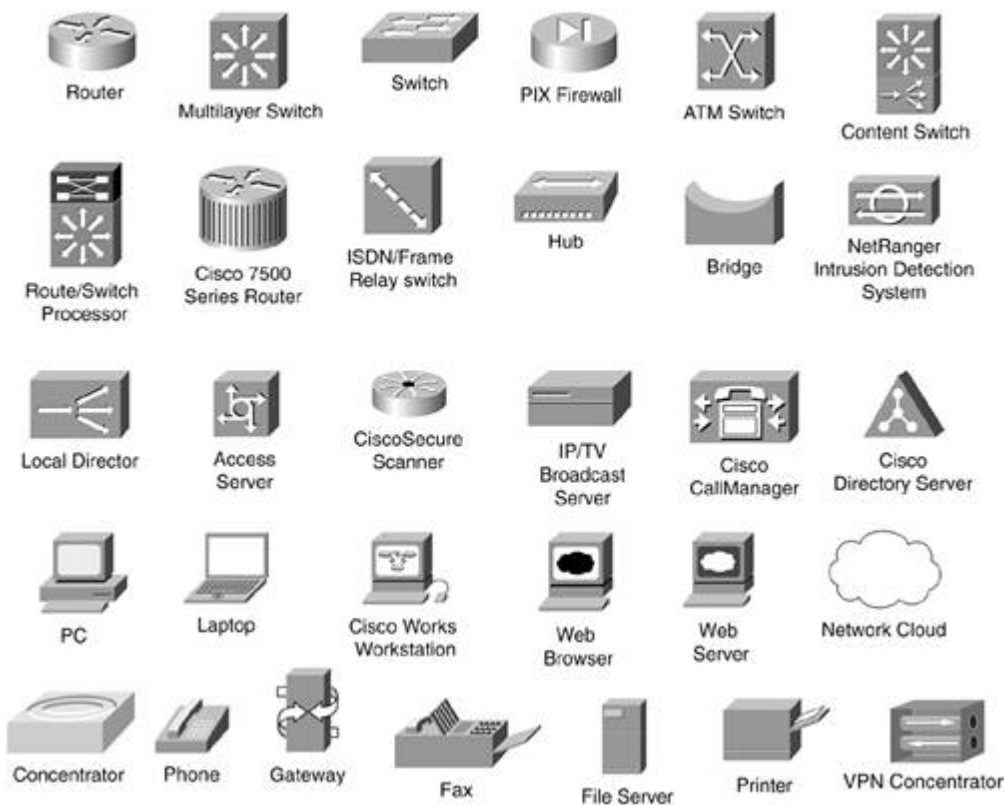 Router
Multilayer Switch
Switch
PIX Firewall
ATM Switch
Content Switch
Route/Switch
Processor
Cisco 7500
Series Router
ISDN/Frame
Relay switch
Hub
Bridge
NetRanger
Intrusion Detection
System
Local Director
Access
Server
CiscoSecure
Scanner
IP/TV
Broadcast
Server
Cisco
CallManager
Cisco
Directory Server
PC
Laptop
Cisco Works
Workstation
Web
Browser
Web
Server
Network Cloud
Concentrator
Phone
Gateway
Fax
File Server
Printer
VPN Concentrator